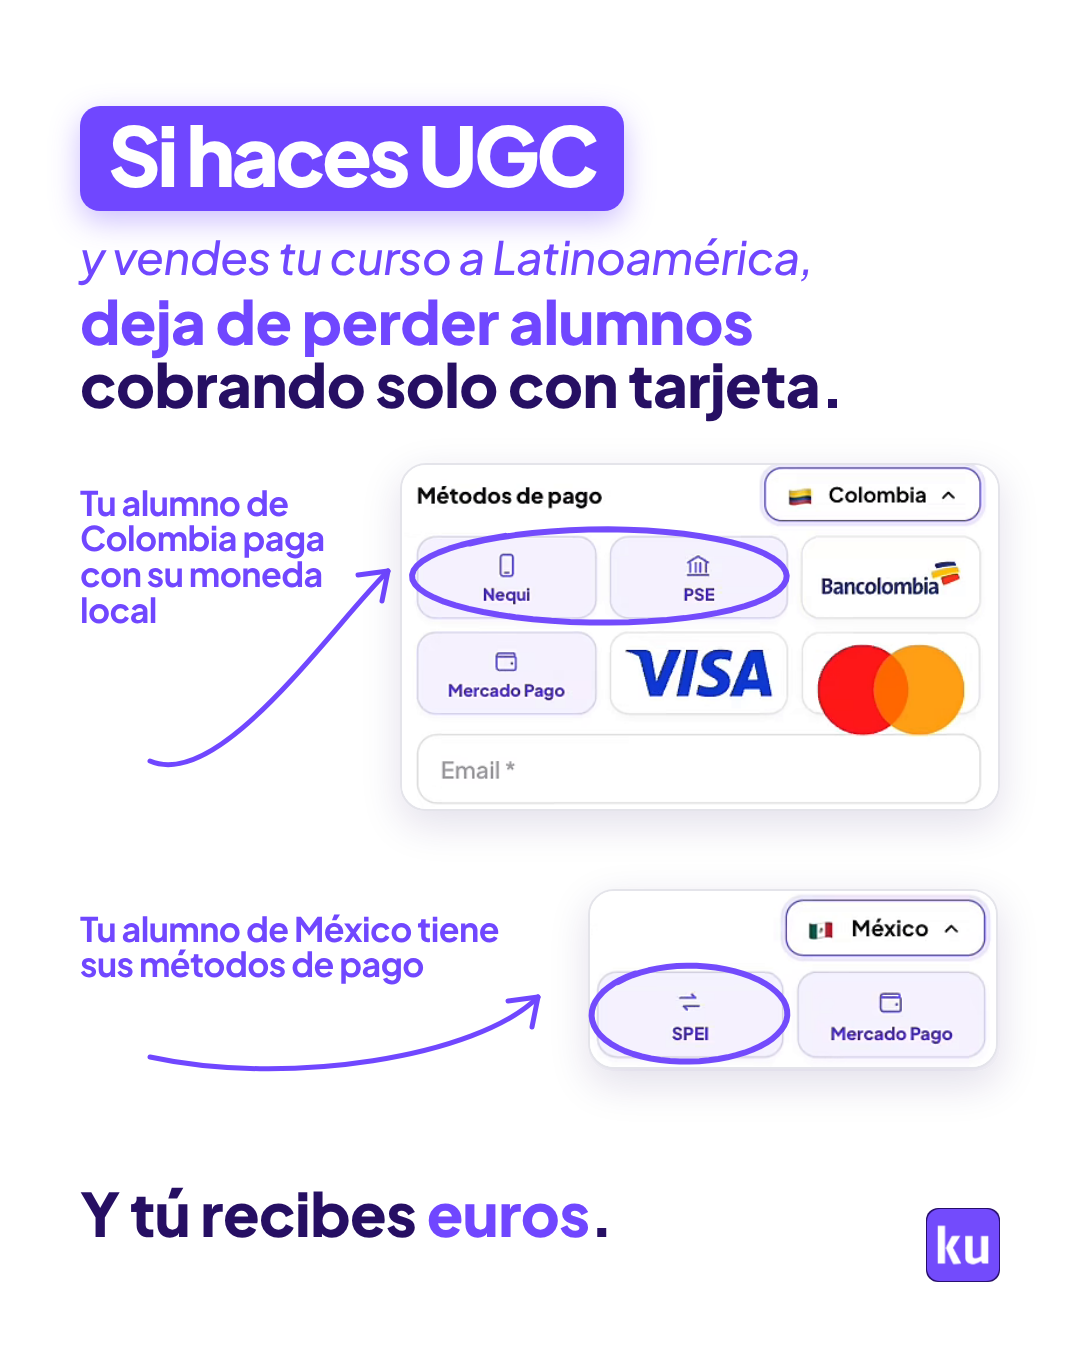 Si haces UGC
y vendes tu curso a Latinoamérica,
deja de perder alumnos
cobrando solo con tarjeta.
Tu alumno de
Colombia paga
con su moneda
local
Métodos de pago
Colombia
Nequi
PSE
Bancolombia
Mercado Pago
VISA
Email *
Tu alumno de México tiene
sus métodos de pago
México
SPEI
Mercado Pago
Y tú recibes euros.
ku